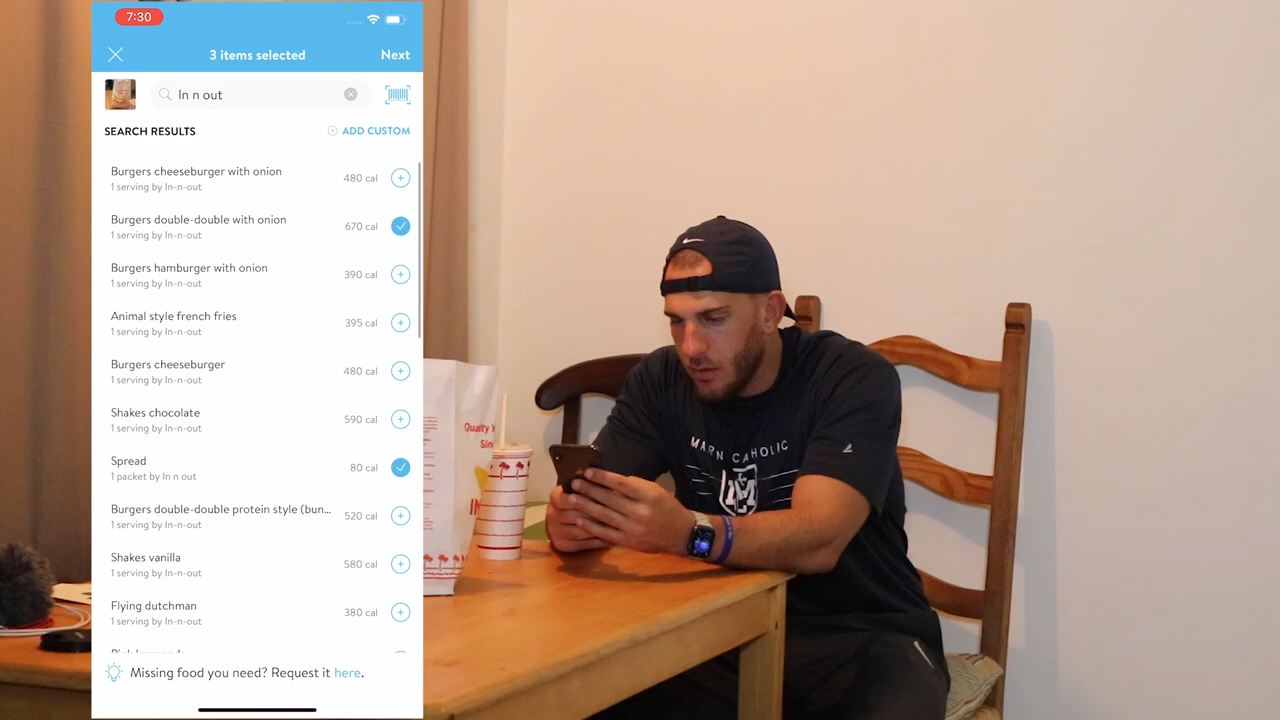 7:30
3 items selected
Next
In n out
SEARCH RESULTS
ADD CUSTOM
Burgers cheeseburger with onion
1 serving by In-n-out
480 cal
Burgers double-double with onion
1 serving by In-n-out
670 cal
Burgers hamburger with onion
1 serving by In-n-out
390 cal
Animal style french fries
1 serving by In-n-out
395 cal
Burgers cheeseburger
1 serving by In-n-out
480 cal
Shakes chocolate
1 serving by In-n-out
590 cal
Spread
1 packet by In n out
80 cal
Burgers double-double protein style (bun...
1 serving by In-n-out
520 cal
Shakes vanilla
1 serving by In-n-out
580 cal
Flying dutchman
1 serving by In-n-out
380 cal
Missing food you need? Request it here.
Quality
IN
CATHOLIC